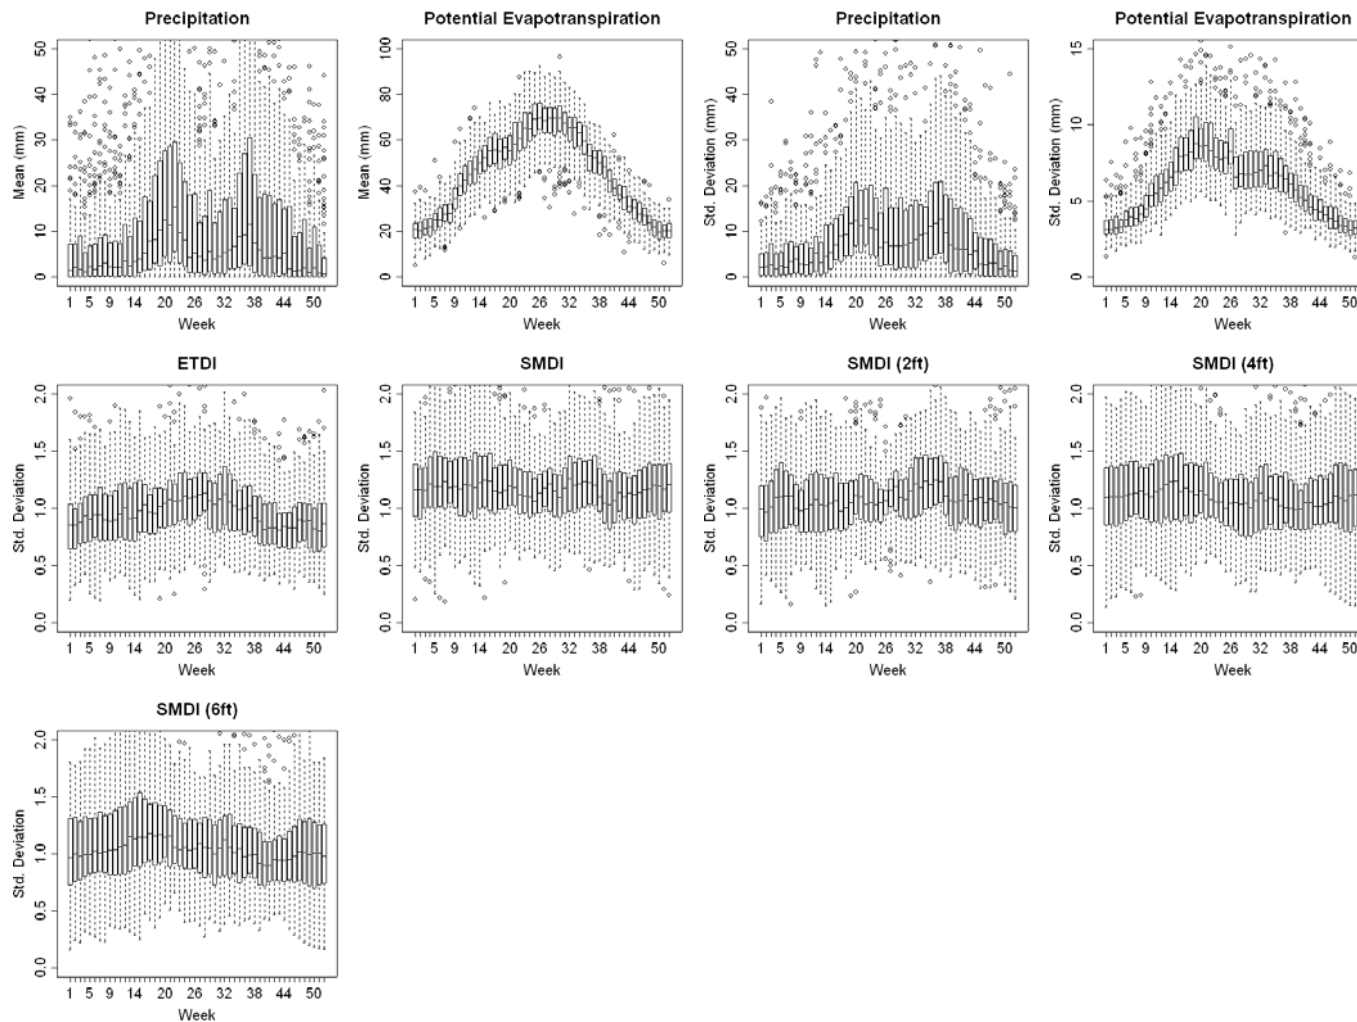 Precipitation
Mean (mm)
50
40
30
20
10
0
1 5 9 14 20 26 32 38 44 50
Week
Potential Evapotranspiration
Mean (mm)
100
80
60
40
20
0
1 5 9 14 20 26 32 38 44 50
Week
Precipitation
Std. Deviation (mm)
50
40
30
20
10
0
1 5 9 14 20 26 32 38 44 50
Week
Potential Evapotranspiration
Std. Deviation (mm)
15
10
5
0
1 5 9 14 20 26 32 38 44 50
Week
ETDI
Std. Deviation
2.0
1.5
1.0
0.5
0.0
1 5 9 14 20 26 32 38 44 50
Week
SMDI
Std. Deviation
2.0
1.5
1.0
0.5
0.0
1 5 9 14 20 26 32 38 44 50
Week
SMDI (2ft)
Std. Deviation
2.0
1.5
1.0
0.5
0.0
1 5 9 14 20 26 32 38 44 50
Week
SMDI (4ft)
Std. Deviation
2.0
1.5
1.0
0.5
0.0
1 5 9 14 20 26 32 38 44 50
Week
SMDI (6ft)
Std. Deviation
2.0
1.5
1.0
0.5
0.0
1 5 9 14 20 26 32 38 44 50
Week